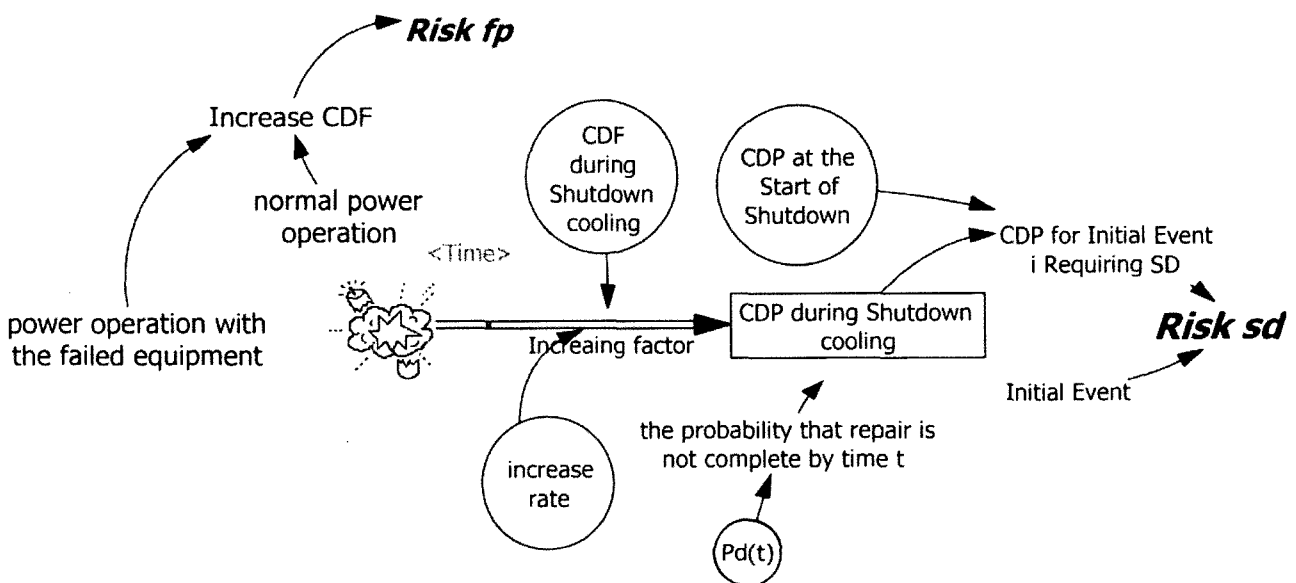 Risk fp
Increase CDF
normal power
operation
power operation with
the failed equipment
<Time>
CDF
during
Shutdown
cooling
CDP at the
Start of
Shutdown
CDP for Initial Event
i Requiring SD
Risk sd
Initial Event
CDP during Shutdown
cooling
Increaing factor
increase
rate
the probability that repair is
not complete by time t
Pd(t)